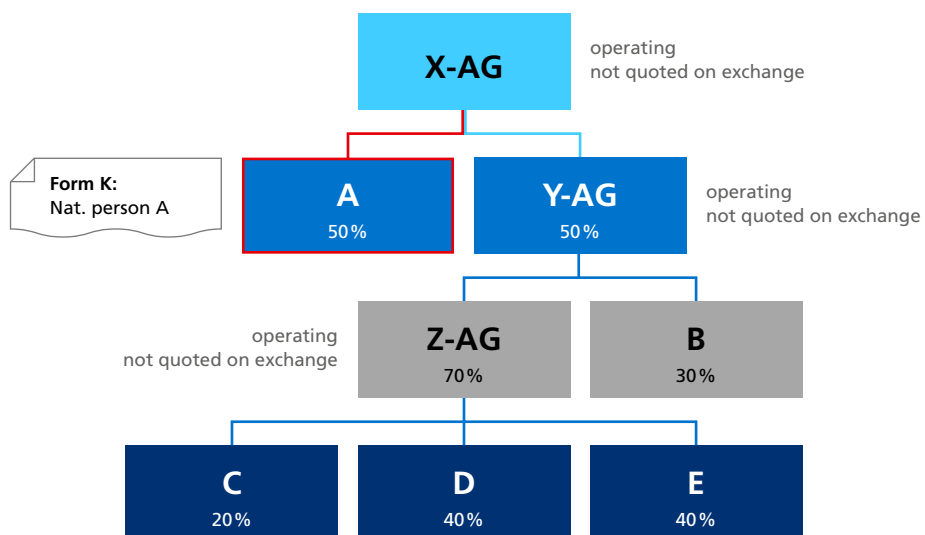 X-AG
operating
not quoted on exchange
Form K:
Nat. person A
A
50%
Y-AG
50%
operating
not quoted on exchange
operating
not quoted on exchange
Z-AG
70%
B
30%
C
20%
D
40%
E
40%